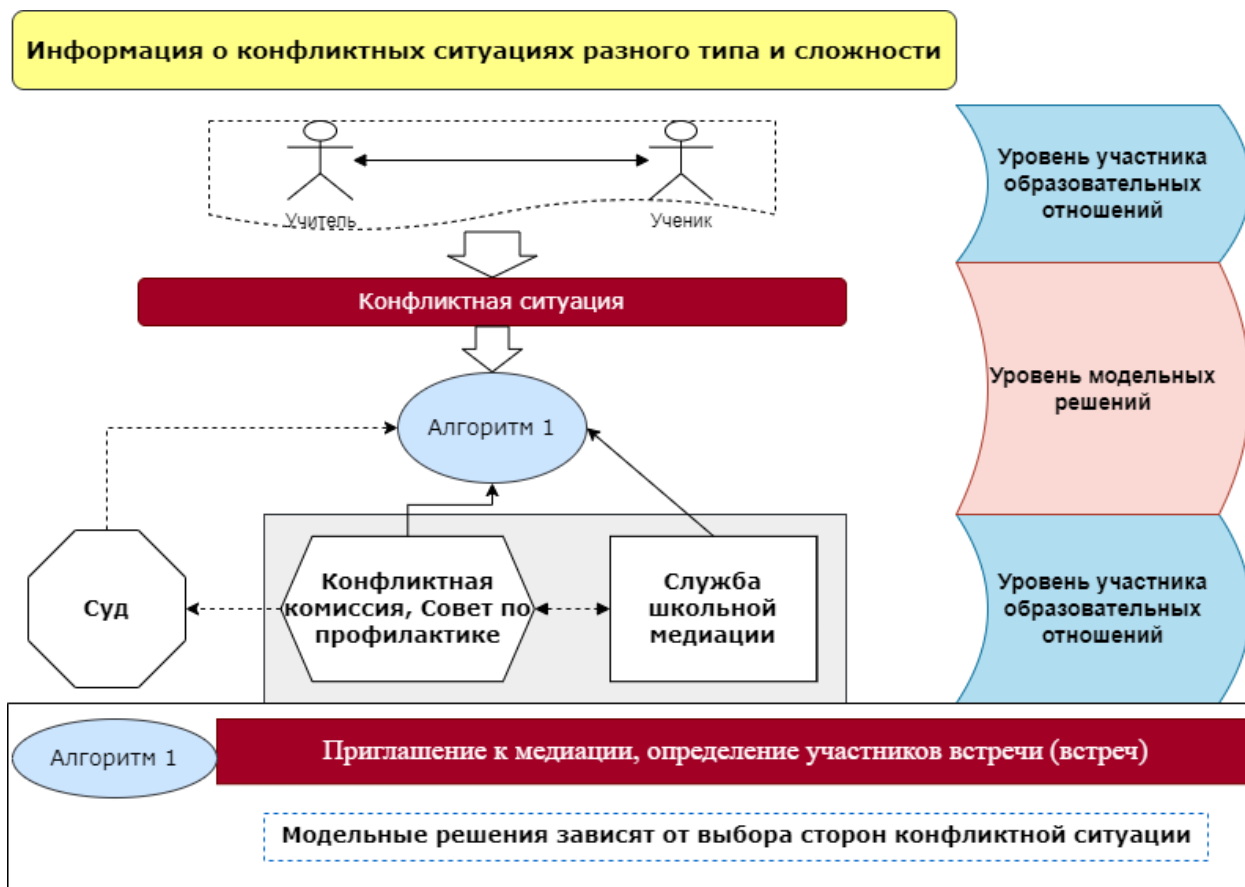 Информация о конфликтных ситуациях разного типа и сложности
Учитель
Ученик
Уровень участника
образовательных
отношений
Конфликтная ситуация
Уровень модельных
решений
Алгоритм 1
Суд
Конфликтная
комиссия, Совет по
профилактике
Служба
школьной
медиации
Уровень участника
образовательных
отношений
Алгоритм 1
Приглашение к медиации, определение участников встречи (встреч)
Модельные решения зависят от выбора сторон конфликтной ситуации